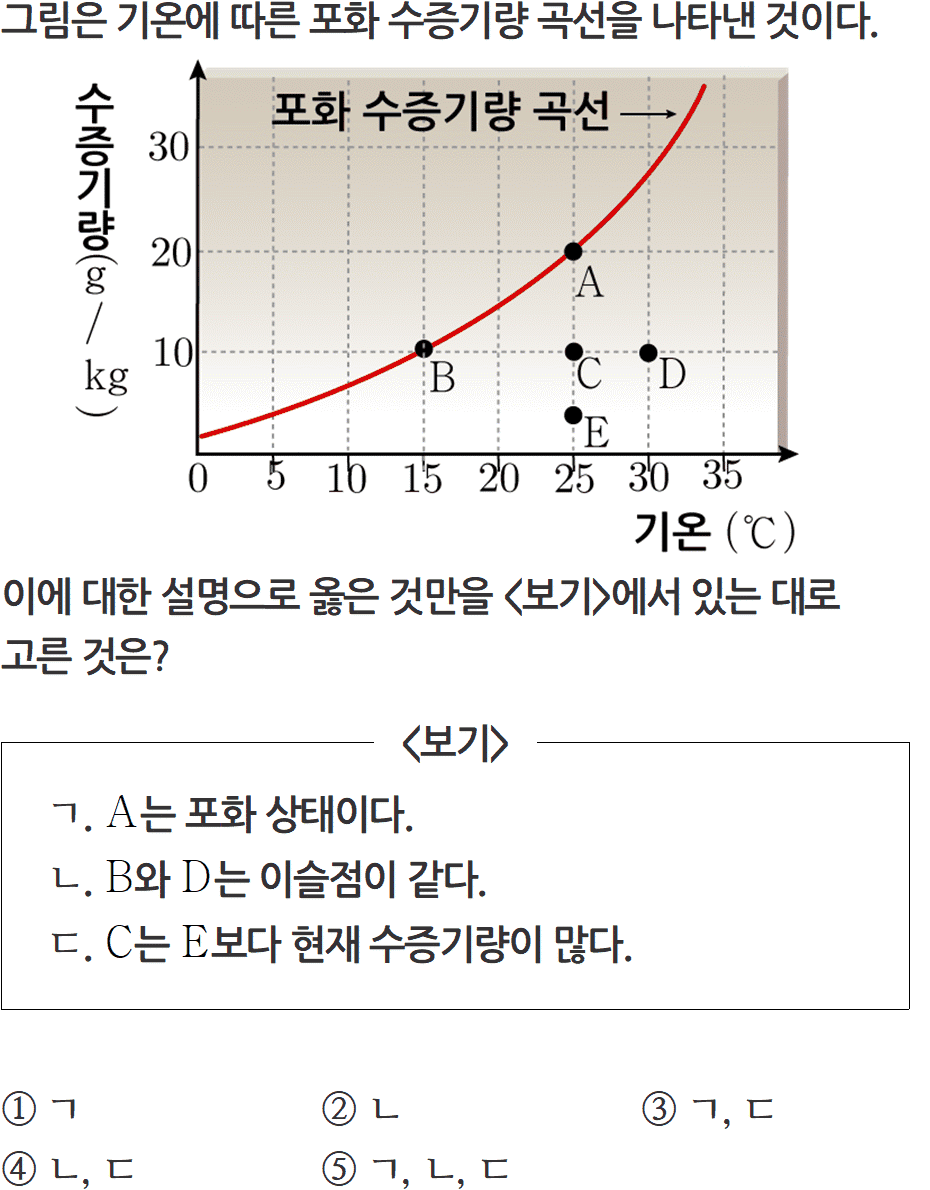 그림은 기온에 따른 포화 수증기량 곡선을 나타낸 것이다.
포화 수증기량 곡선
수증기량(g/kg)
30
20
10
A
B
C
D
E
0 5 10 15 20 25 30 35
기온 (℃)
이에 대한 설명으로 옳은 것만을 <보기>에서 있는 대로
고른 것은?
<보기>
ㄱ. A는 포화 상태이다.
ㄴ. B와 D는 이슬점이 같다.
ㄷ. C는 E보다 현재 수증기량이 많다.
① ㄱ ② ㄴ ③ ㄱ, ㄷ
④ ㄴ, ㄷ ⑤ ㄱ, ㄴ, ㄷ